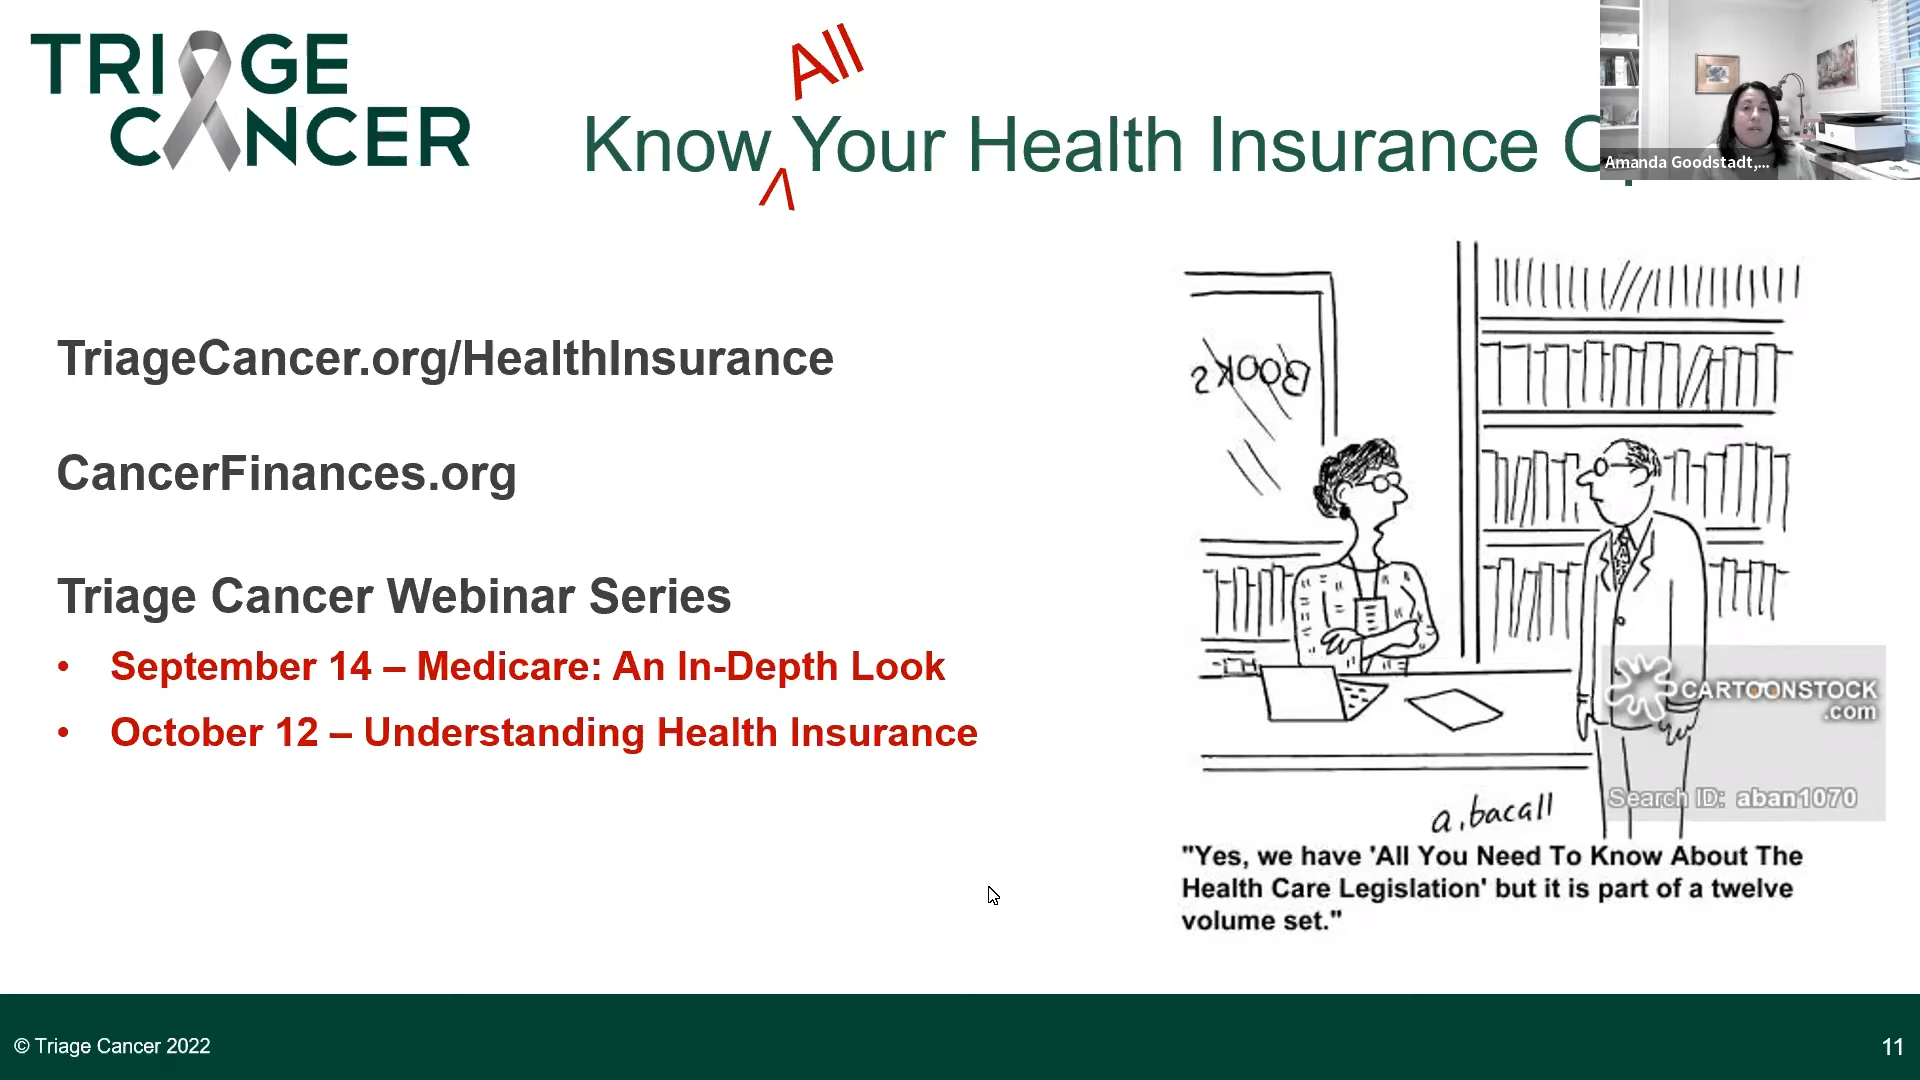 TRIAGE
CANCER
All
Know Your Health Insurance
^
Amanda Goodstadt,...
TriageCancer.org/HealthInsurance
CancerFinances.org
Triage Cancer Webinar Series
• September 14 – Medicare: An In-Depth Look
• October 12 – Understanding Health Insurance
Books
CARTOONSTOCK
.com
Search ID: aban1070
a.bacall
"Yes, we have 'All You Need To Know About The
Health Care Legislation' but it is part of a twelve
volume set."
© Triage Cancer 2022
11